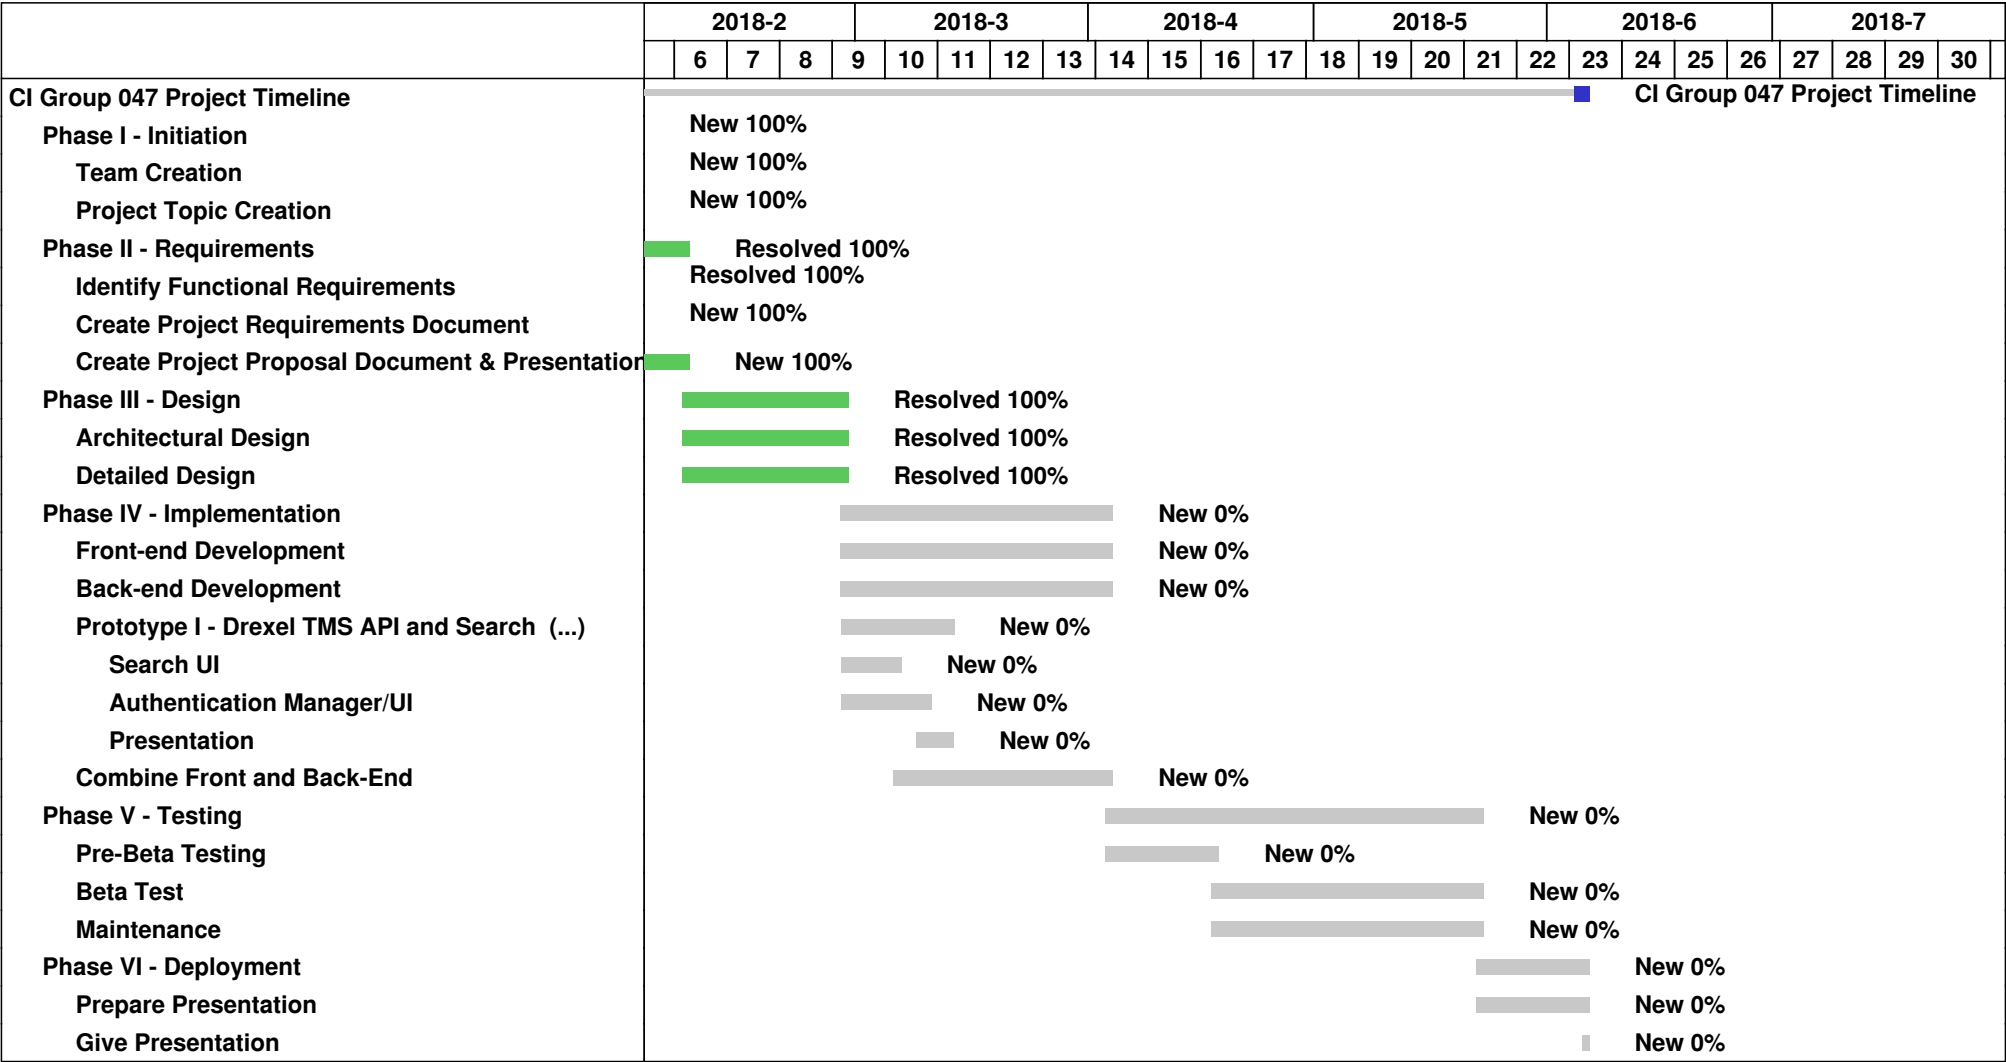 2018-2 2018-3 2018-4 2018-5 2018-6 2018-7
6 7 8 9 10 11 12 13 14 15 16 17 18 19 20 21 22 23 24 25 26 27 28 29 30
CI Group 047 Project Timeline CI Group 047 Project Timeline
Phase I - Initiation New 100%
Team Creation New 100%
Project Topic Creation New 100%
Phase II - Requirements Resolved 100%
Identify Functional Requirements Resolved 100%
Create Project Requirements Document New 100%
Create Project Proposal Document & Presentation New 100%
Phase III - Design Resolved 100%
Architectural Design Resolved 100%
Detailed Design Resolved 100%
Phase IV - Implementation New 0%
Front-end Development New 0%
Back-end Development New 0%
Prototype I - Drexel TMS API and Search (...) New 0%
Search UI New 0%
Authentication Manager/UI New 0%
Presentation New 0%
Combine Front and Back-End New 0%
Phase V - Testing New 0%
Pre-Beta Testing New 0%
Beta Test New 0%
Maintenance New 0%
Phase VI - Deployment New 0%
Prepare Presentation New 0%
Give Presentation New 0%